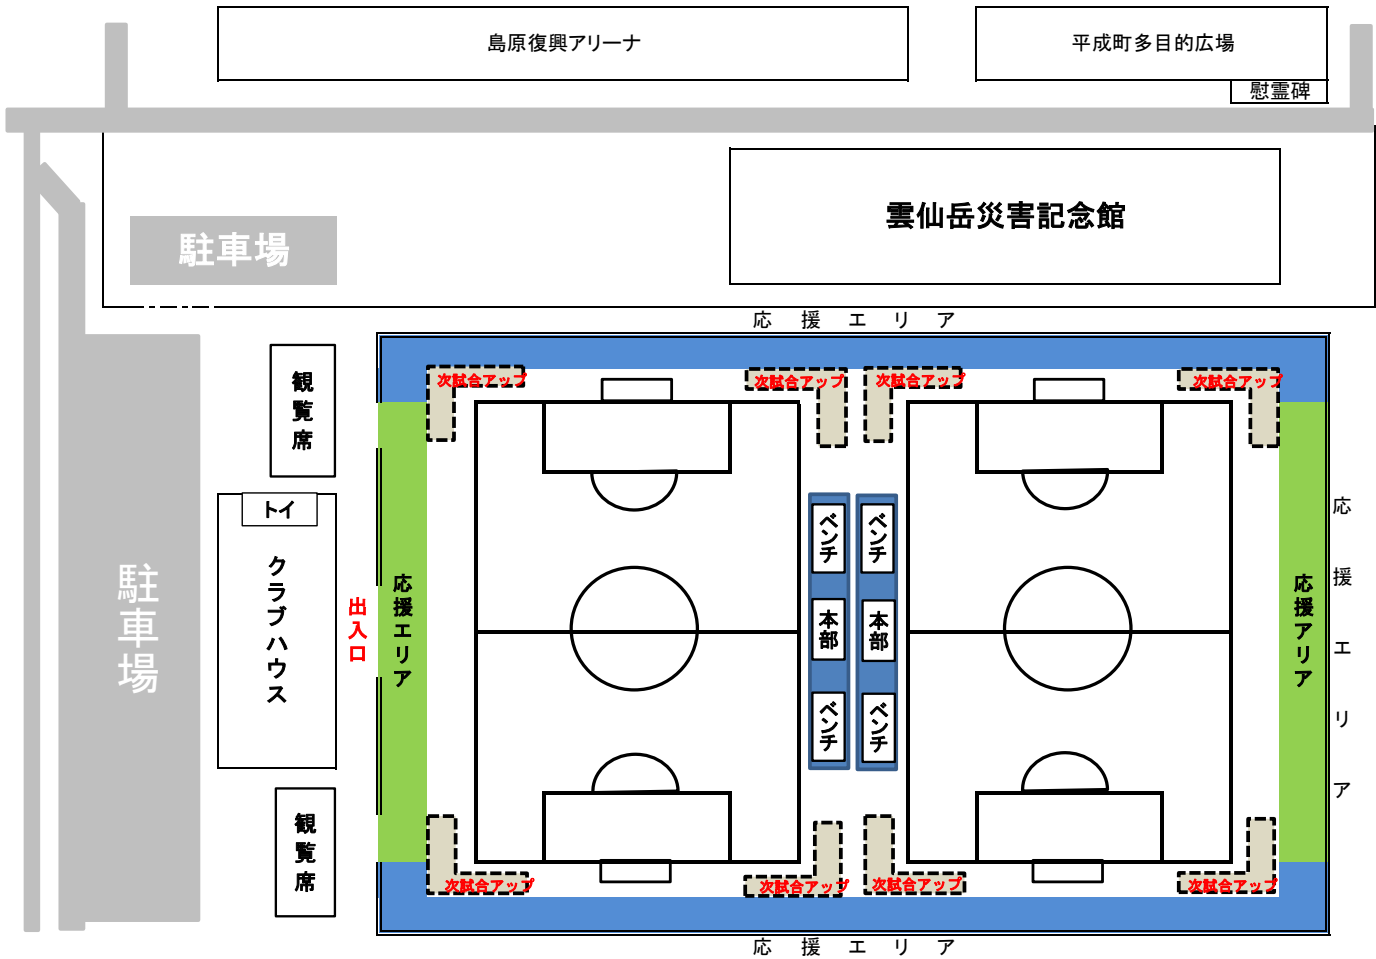 島原復興アリーナ
平成町多目的広場
慰霊碑
雲仙岳災害記念館
駐車場
応援エリア
観覧席
次試合アップ
次試合アップ
次試合アップ
次試合アップ
トイ
クラブハウス
出入口
応援エリア
ベンチ
ベンチ
本部
本部
ベンチ
ベンチ
応援アリア
応援エリア
駐車場
観覧席
次試合アップ
次試合アップ
次試合アップ
次試合アップ
応援エリア